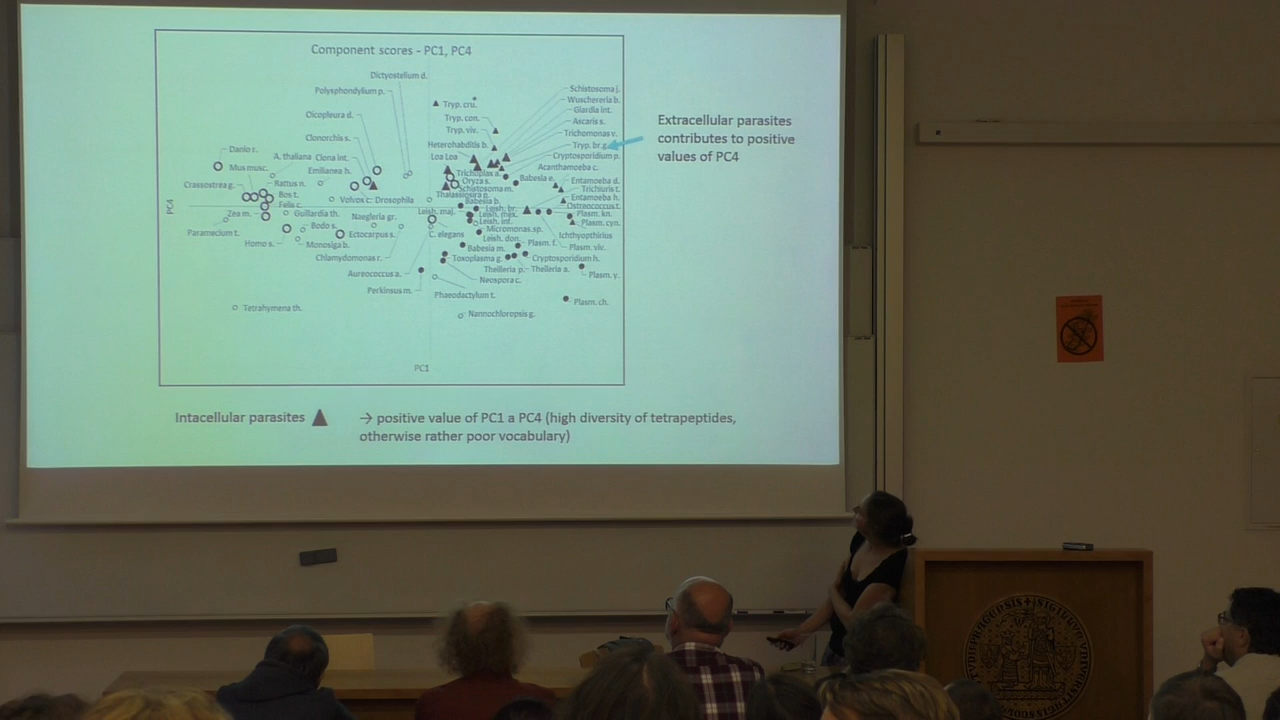 Component scores - PC1, PC4
Dictyostelium d.
Polysphondylium p.
Oicopleura d.
Clonorchis s.
Danio r.
Mus musc.
A. thaliana
Ciona int.
Emilianea h.
Crassostrea g.
Rattus n.
Bos t.
Felis c.
Volvox c.
Drosophila
Zea m.
Guillardia th.
Naegleria gr.
Paramecium t.
Bodo s.
Homo s.
Monosiga b.
Ectocarpus s.
Chlamydomonas r.
Aureococcus a.
Perkinsus m.
Tetrahymena th.
Tryp. cru.
Tryp. con.
Tryp. viv.
Heterohabditis b.
Loa Loa
Trichoplax a.
Oryza s.
Schistosoma m.
Thalassiosira p.
Babesia b.
Leish. maj.
Leish. br.
Leish. mex.
Leish. inf.
C. elegans
Micromonas.sp.
Leish. don.
Babesia m.
Plasm. f.
Toxoplasma g.
Cryptosporidium h.
Theilleria p.
Theileria a.
Neospora c.
Phaeodactylum t.
Nannochloropsis g.
Schistosoma j.
Wuschereria b.
Giardia int.
Ascaris s.
Trichomonas v.
Tryp. br.g.
Cryptosporidium p.
Acanthamoeba c.
Babesia e.
Entamoeba d.
Trichiuris t.
Entamoeba h.
Ostreococcus t.
Plasm. kn.
Plasm. cyn.
Ichthyopthirius
Plasm. viv.
Plasm. y.
Plasm. ch.
PC4
PC1
Extracellular parasites
contributes to positive
values of PC4
Intacellular parasites ▲ → positive value of PC1 a PC4 (high diversity of tetrapeptides,
otherwise rather poor vocabulary)